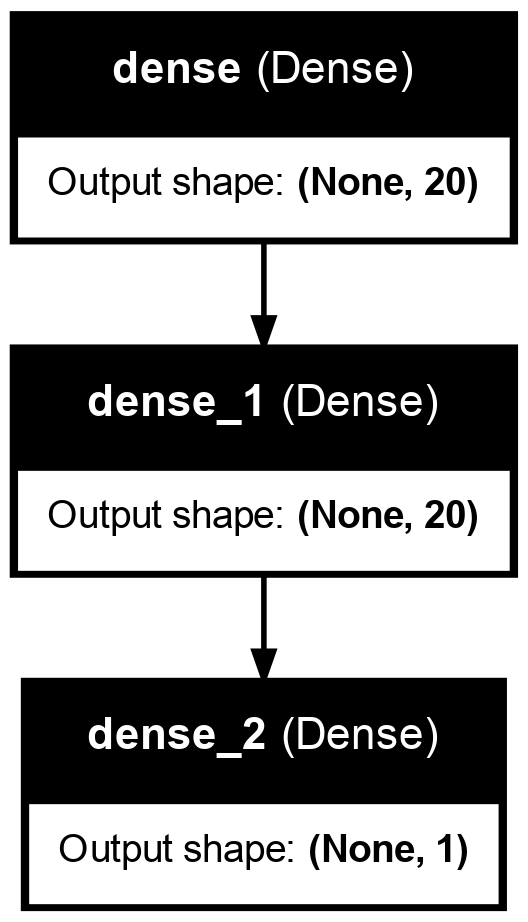 dense (Dense)
Output shape: (None, 20)
dense_1 (Dense)
Output shape: (None, 20)
dense_2 (Dense)
Output shape: (None, 1)